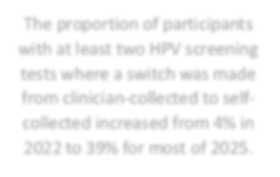 The proportion of participants
with at least two HPV screening
tests where a switch was made
from clinician-collected to self-
collected increased from 4% in
2022 to 39% for most of 2025.